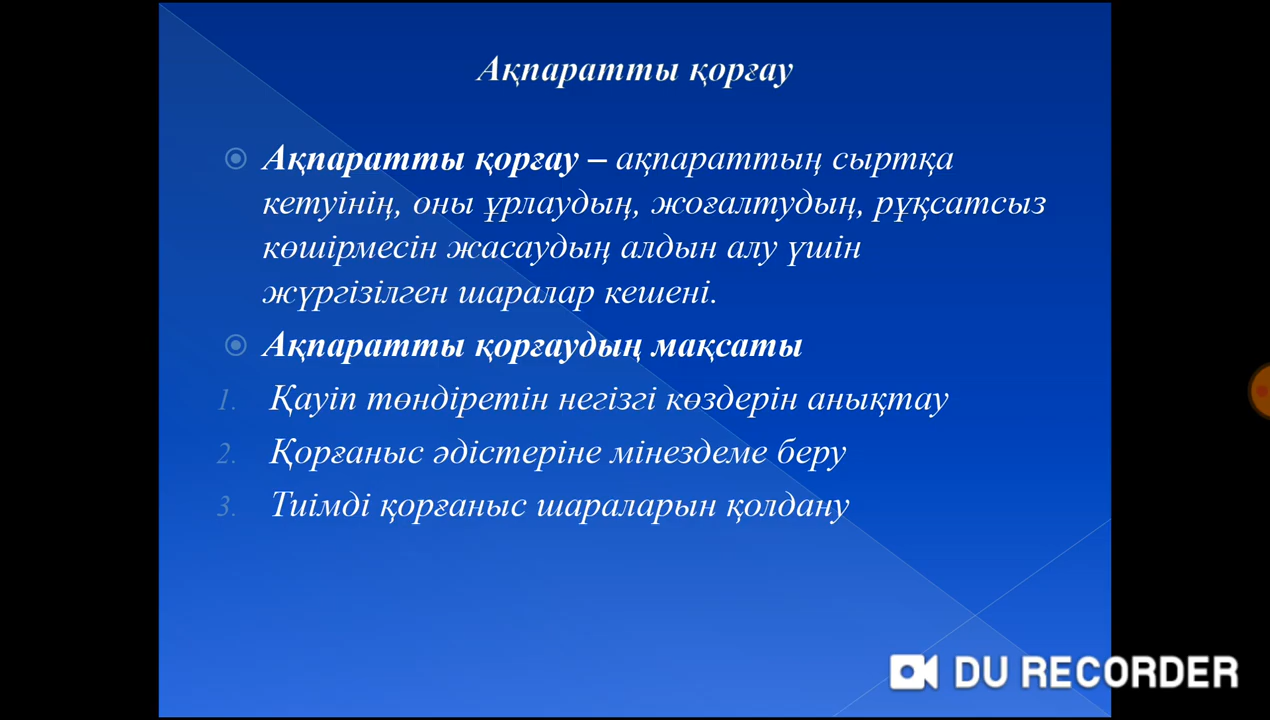 Ақпаратты қорғау
Ақпаратты қорғау – ақпараттың сыртқа
кетуінің, оны ұрлаудың, жоғалтудың, рұқсатсыз
көшірмесін жасаудың алдын алу үшін
жүргізілген шаралар кешені.
Ақпаратты қорғаудың мақсаты
1. Қауіп төндіретін негізгі көздерін анықтау
2. Қорғаныс әдістеріне мінездеме беру
3. Тиімді қорғаныс шараларын қолдану
DU RECORDER